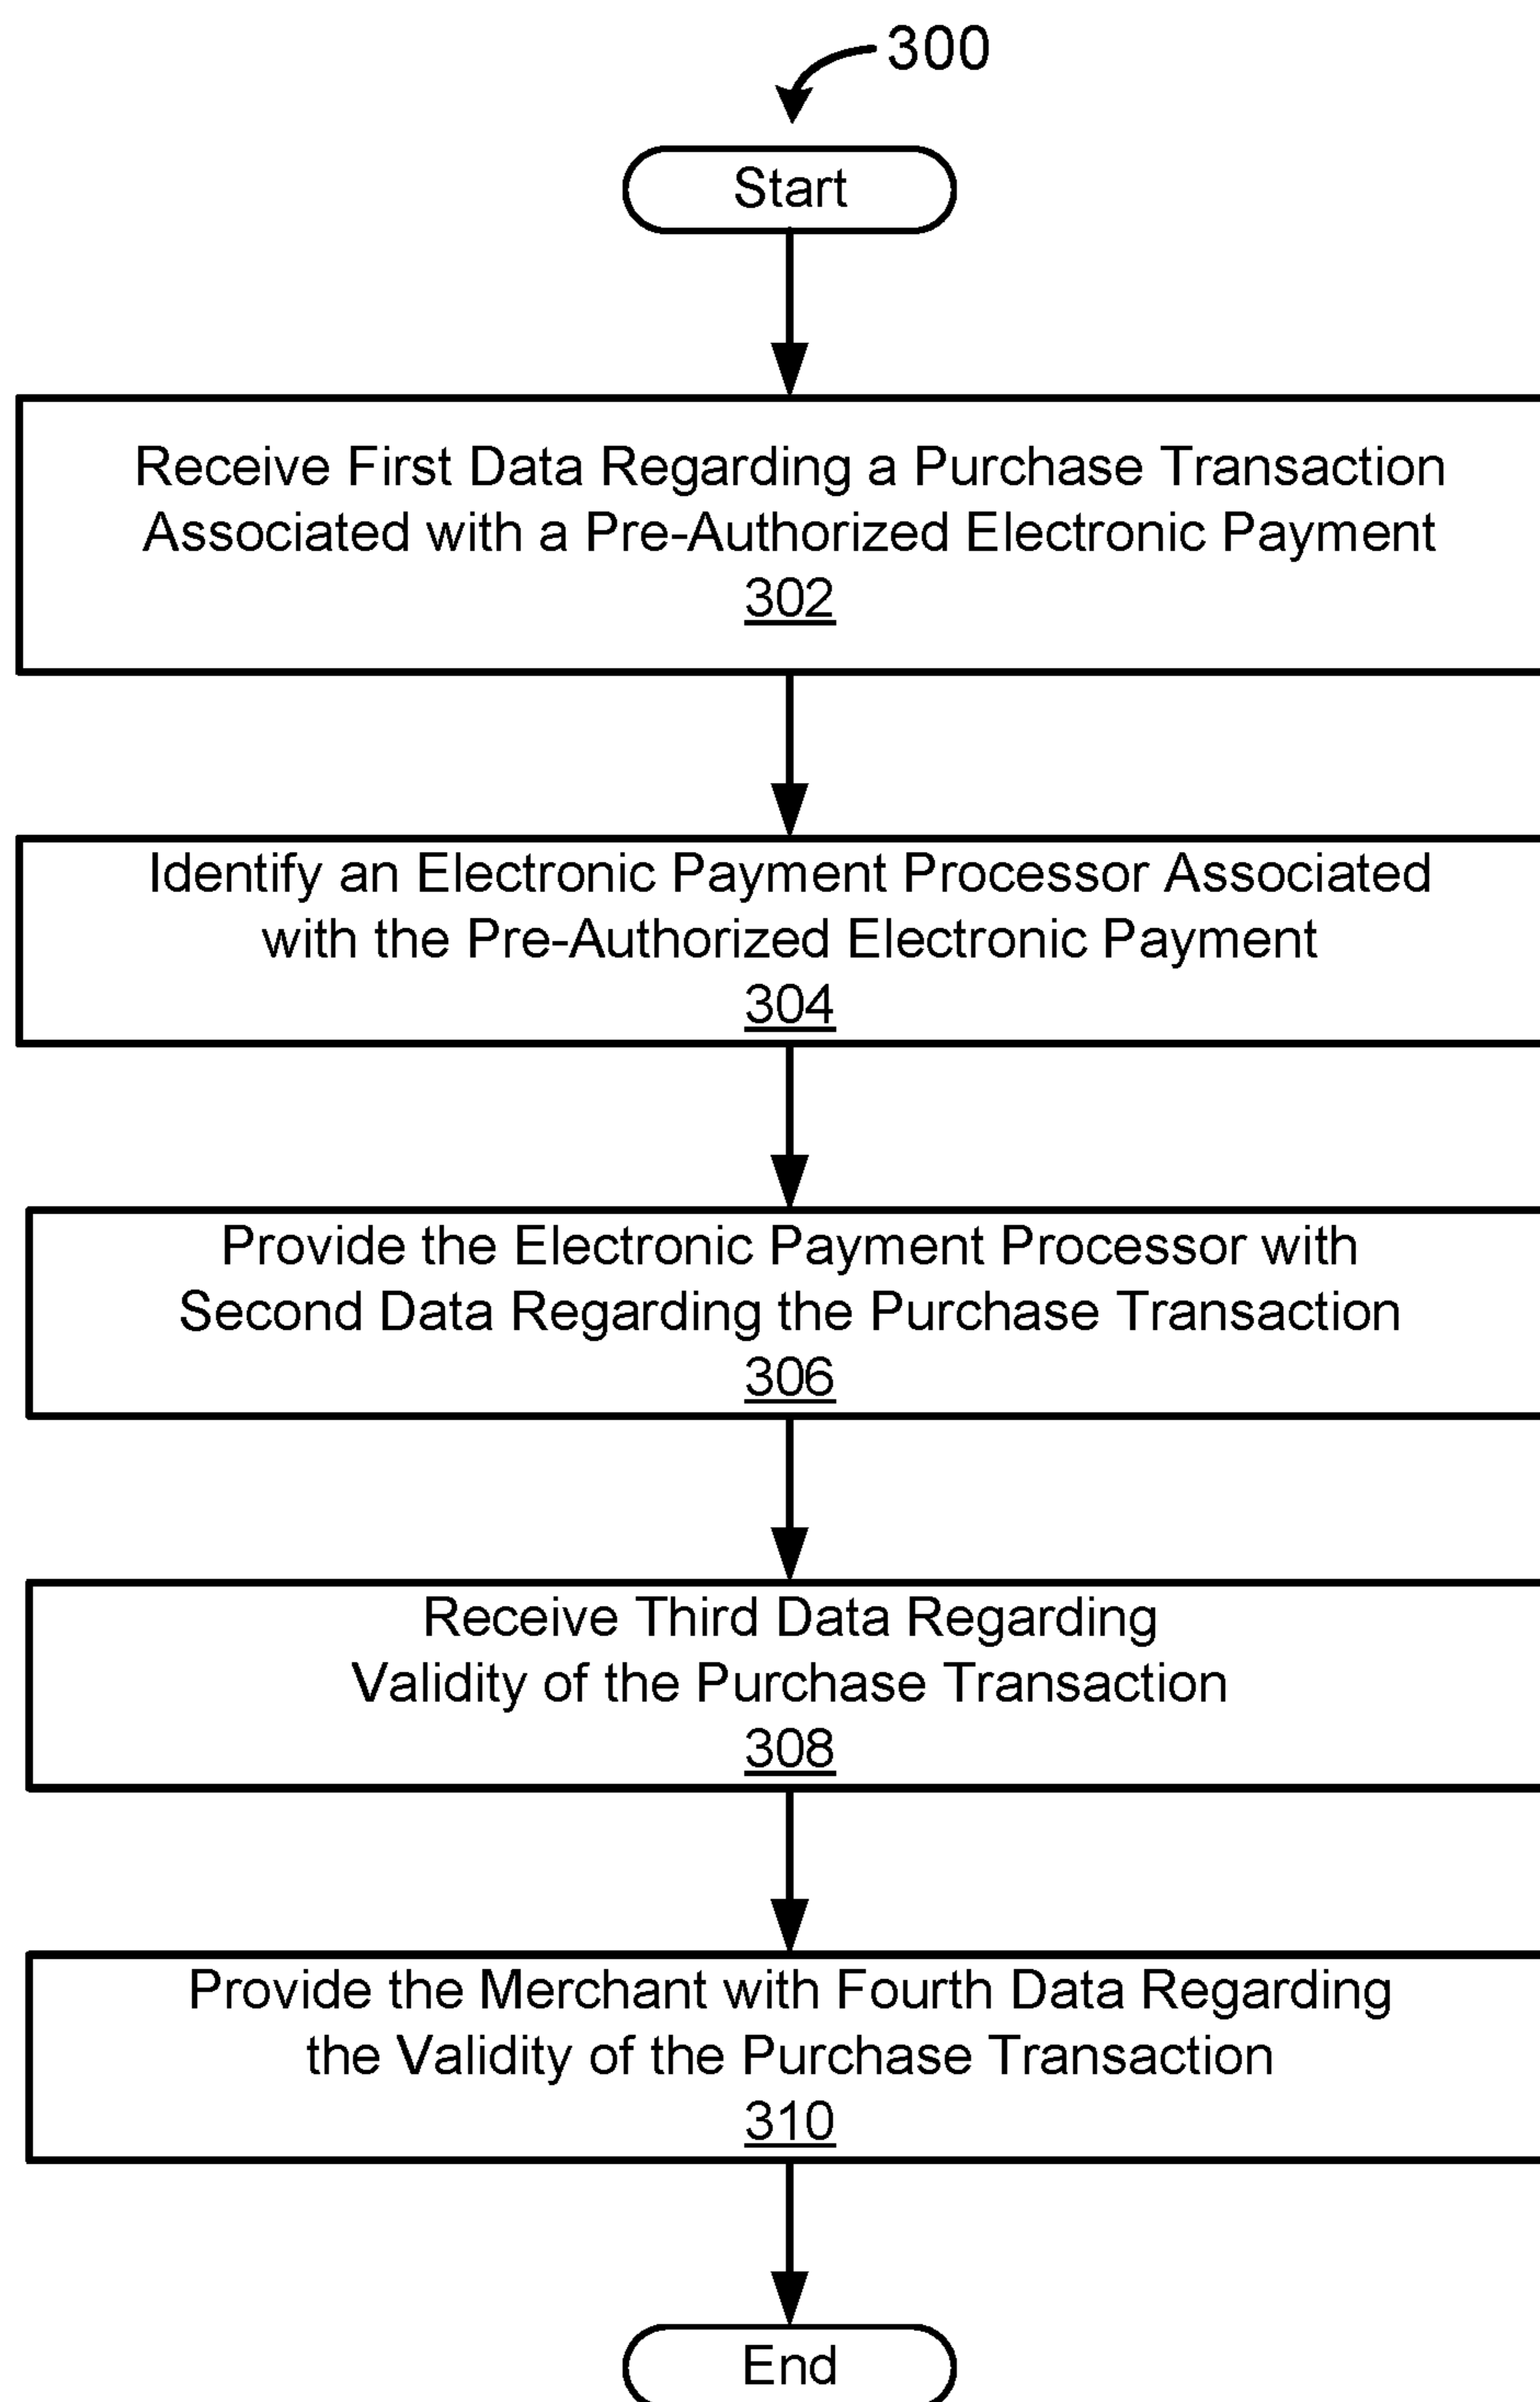 300
Start
Receive First Data Regarding a Purchase Transaction
Associated with a Pre-Authorized Electronic Payment
302
Identify an Electronic Payment Processor Associated
with the Pre-Authorized Electronic Payment
304
Provide the Electronic Payment Processor with
Second Data Regarding the Purchase Transaction
306
Receive Third Data Regarding
Validity of the Purchase Transaction
308
Provide the Merchant with Fourth Data Regarding
the Validity of the Purchase Transaction
310
End